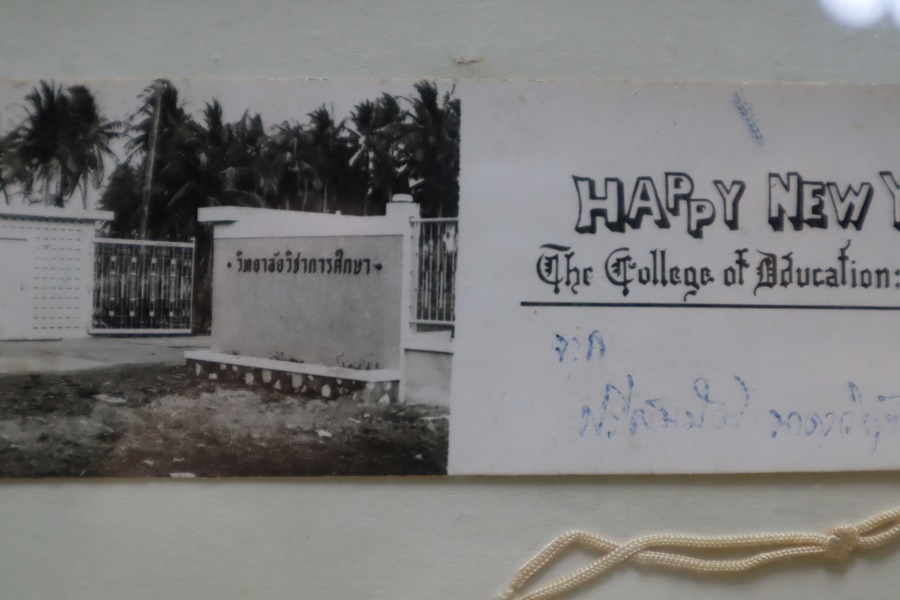 • วิทยาลัยวิชาการศึกษา •
HAPPY NEW Y
The College of Education:
จาก